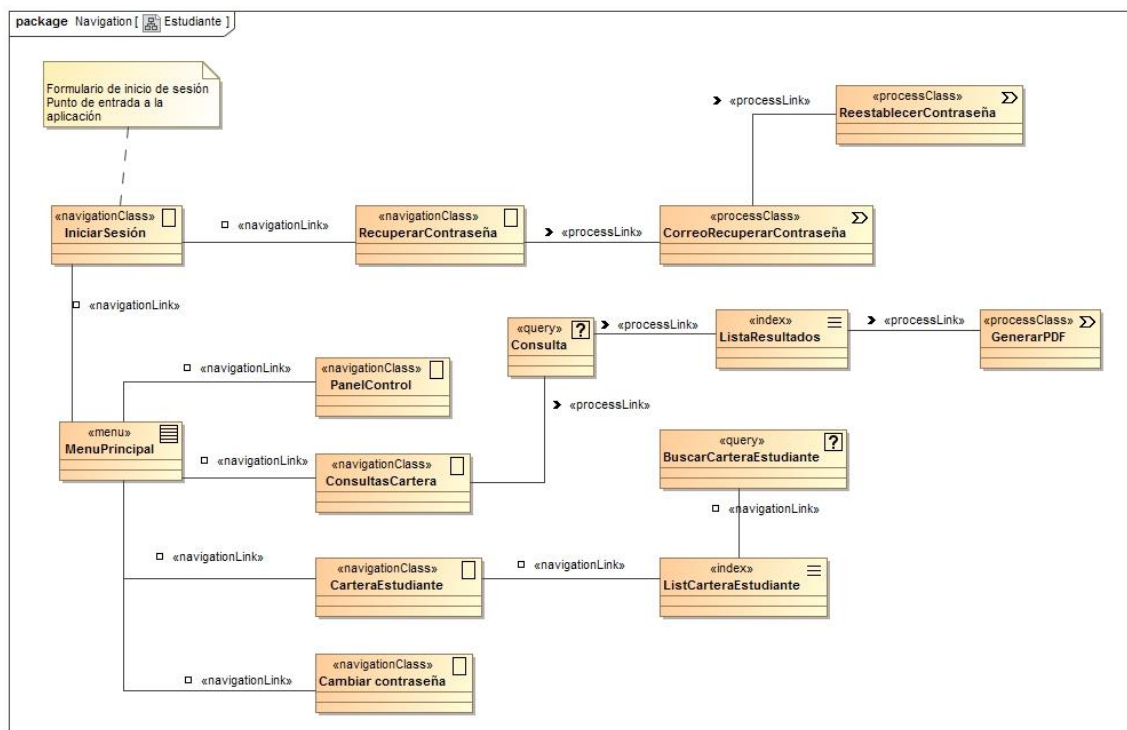 package Navigation [ Estudiante ]
Formulario de inicio de sesión
Punto de entrada a la
aplicación
«processLink»
«processClass»
ReestablecerContraseña
«navigationClass»
IniciarSesión
«navigationLink»
«navigationClass»
RecuperarContraseña
«processLink»
«processClass»
CorreoRecuperarContraseña
«navigationLink»
«query»
Consulta
«processLink»
«index»
ListaResultados
«processLink»
«processClass»
GenerarPDF
«navigationLink»
«navigationClass»
PanelControl
«processLink»
«menu»
MenuPrincipal
«navigationLink»
«navigationClass»
ConsultasCartera
«query»
BuscarCarteraEstudiante
«navigationLink»
«navigationLink»
«navigationClass»
CarteraEstudiante
«navigationLink»
«index»
ListCarteraEstudiante
«navigationLink»
«navigationClass»
Cambiar contraseña